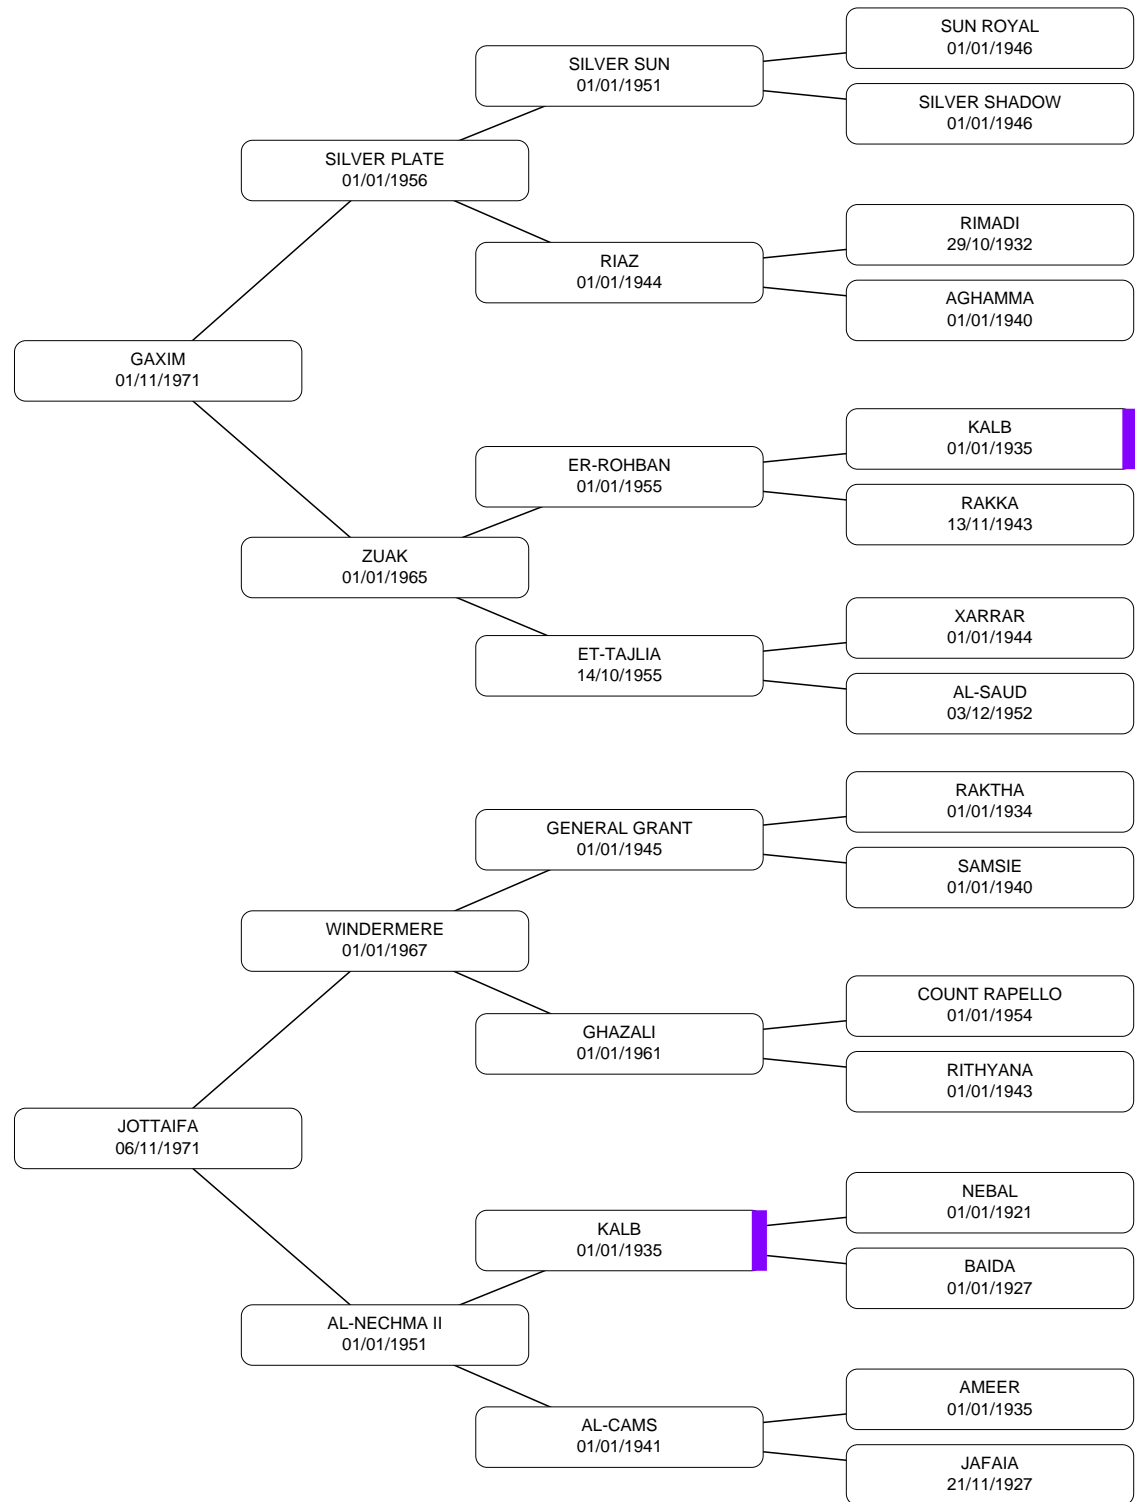 SUN ROYAL
01/01/1946
SILVER SUN
01/01/1951
SILVER SHADOW
01/01/1946
SILVER PLATE
01/01/1956
RIMADI
29/10/1932
RIAZ
01/01/1944
AGHAMMA
01/01/1940
GAXIM
01/11/1971
KALB
01/01/1935
ER-ROHBAN
01/01/1955
RAKKA
13/11/1943
ZUAK
01/01/1965
XARRAR
01/01/1944
ET-TAJLIA
14/10/1955
AL-SAUD
03/12/1952
RAKTHA
01/01/1934
GENERAL GRANT
01/01/1945
SAMSIE
01/01/1940
WINDERMERE
01/01/1967
COUNT RAPELLO
01/01/1954
GHAZALI
01/01/1961
RITHYANA
01/01/1943
JOTTAIFA
06/11/1971
NEBAL
01/01/1921
KALB
01/01/1935
BAIDA
01/01/1927
AL-NECHMA II
01/01/1951
AMEER
01/01/1935
AL-CAMS
01/01/1941
JAFAIA
21/11/1927